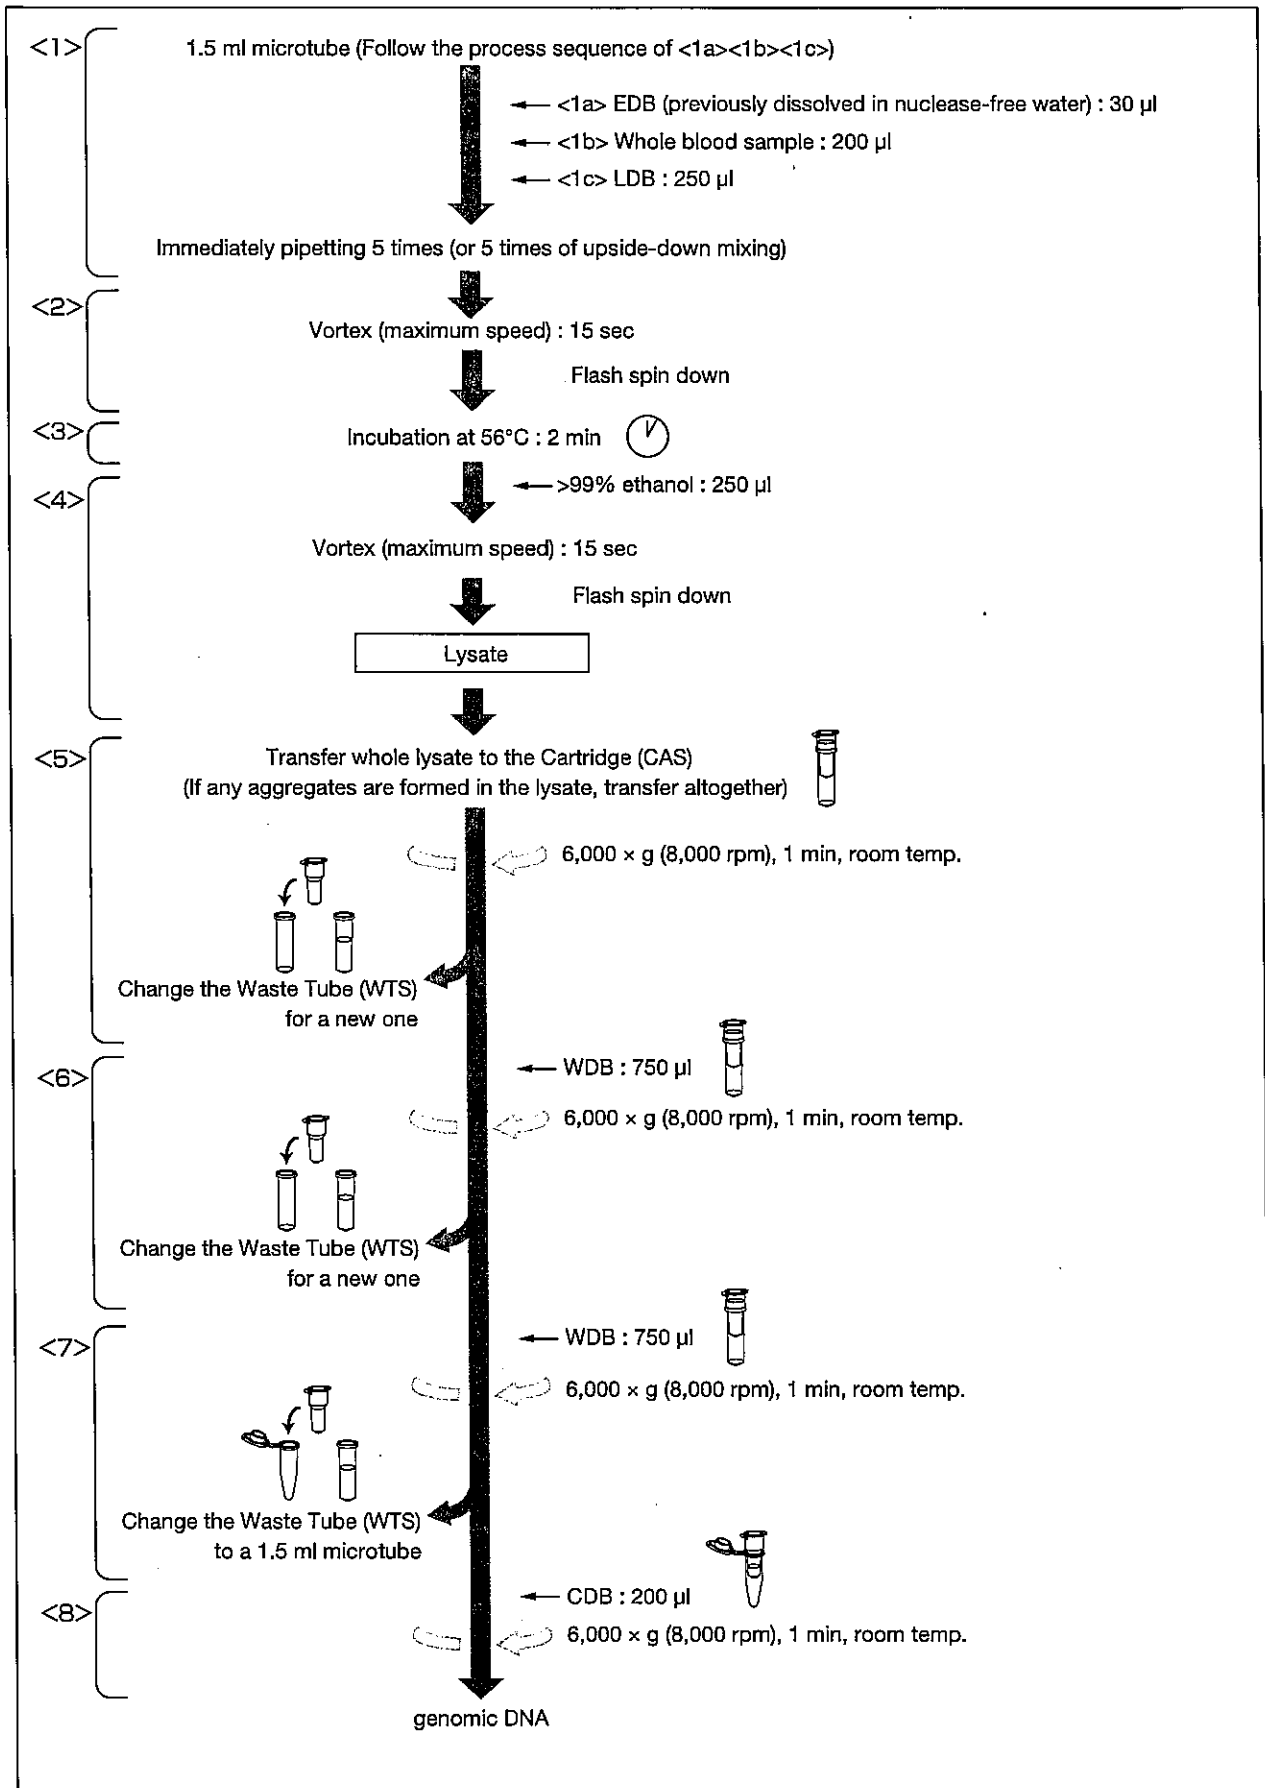 <1>
1.5 ml microtube (Follow the process sequence of <1a><1b><1c>)
<1a> EDB (previously dissolved in nuclease-free water) : 30 µl
<1b> Whole blood sample : 200 µl
<1c> LDB : 250 µl
Immediately pipetting 5 times (or 5 times of upside-down mixing)
<2>
Vortex (maximum speed) : 15 sec
Flash spin down
<3>
Incubation at 56°C : 2 min
<4>
>99% ethanol : 250 µl
Vortex (maximum speed) : 15 sec
Flash spin down
Lysate
<5>
Transfer whole lysate to the Cartridge (CAS)
(If any aggregates are formed in the lysate, transfer altogether)
6,000 × g (8,000 rpm), 1 min, room temp.
Change the Waste Tube (WTS)
for a new one
<6>
WDB : 750 µl
6,000 × g (8,000 rpm), 1 min, room temp.
Change the Waste Tube (WTS)
for a new one
<7>
WDB : 750 µl
6,000 × g (8,000 rpm), 1 min, room temp.
Change the Waste Tube (WTS)
to a 1.5 ml microtube
<8>
CDB : 200 µl
6,000 × g (8,000 rpm), 1 min, room temp.
genomic DNA